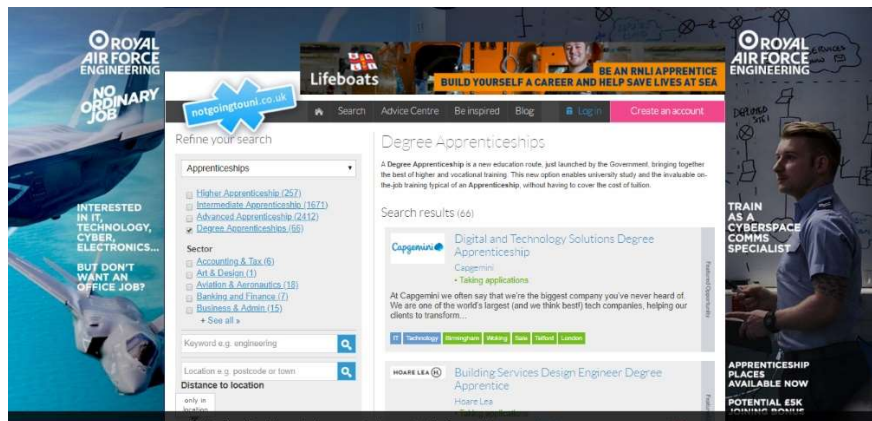 ROYAL
AIR FORCE
ENGINEERING
NO
ORDINARY
JOB
INTERESTED
IN IT,
TECHNOLOGY,
CYBER,
ELECTRONICS...
BUT DON'T
WANT AN
OFFICE JOB?
Lifeboats
BE AN RNLI APPRENTICE
BUILD YOURSELF A CAREER AND HELP SAVE LIVES AT SEA
notgoingtouni.co.uk
Search Advice Centre Be inspired Blog Log in Create an account
Refine your search
Apprenticeships
Higher Apprenticeship (257)
Intermediate Apprenticeship (1671)
Advanced Apprenticeship (2412)
Degree Apprenticeships (66)
Sector
Accounting & Tax (6)
Art & Design (1)
Aviation & Aeronautics (18)
Banking and Finance (7)
Business & Admin (15)
+ See all »
Keyword e.g. engineering
Location e.g. postcode or town
Distance to location
only in
location
Degree Apprenticeships
A Degree Apprenticeship is a new education route, just launched by the Government, bringing together
the best of higher and vocational training. This new option enables university study and the invaluable on-
the-job training typical of an Apprenticeship, without having to cover the cost of tuition.
Search results (66)
Capgemini
Digital and Technology Solutions Degree
Apprenticeship
Capgemini
• Taking applications
At Capgemini we often say that we're the biggest company you've never heard of.
We are one of the world's largest (and we think best!) tech companies, helping our
clients to transform...
IT Technology Birmingham Woking Sale Telford London
Featured Opportunity
HOARE LEA H
Building Services Design Engineer Degree
Apprentice
Hoare Lea
• Taking applications
ROYAL
AIR FORCE
ENGINEERING
TRAIN
AS A
CYBERSPACE
COMMS
SPECIALIST
APPRENTICESHIP
PLACES
AVAILABLE NOW
POTENTIAL £5K
JOINING BONUS